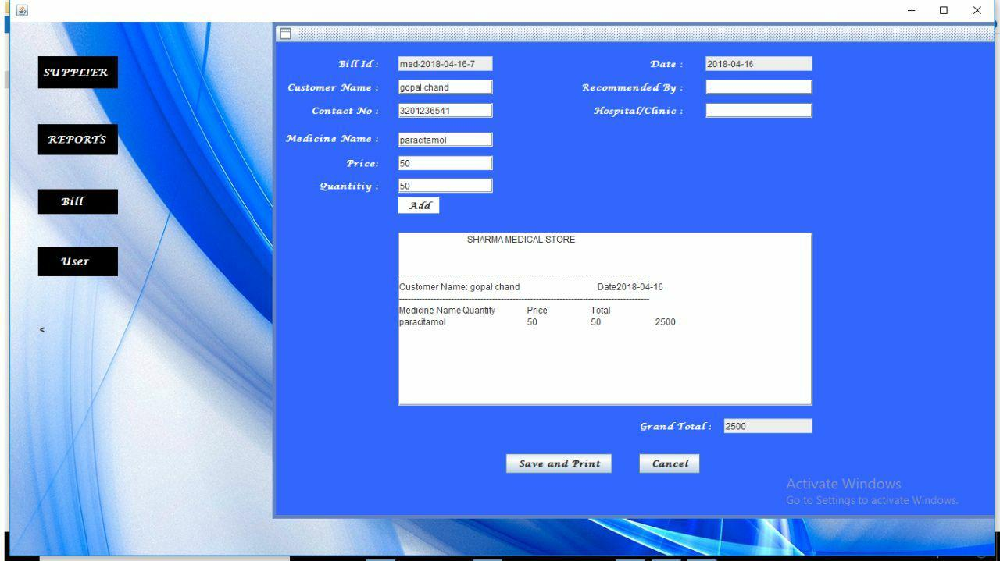 SUPPLIER
REPORTS
Bill
User
<
Bill Id : med-2018-04-16-7 Date : 2018-04-16
Customer Name : gopal chand Recommended By :
Contact No : 3201236541 Hospital/Clinic :
Medicine Name : paracitamol
Price: 50
Quantitiy : 50
Add
SHARMA MEDICAL STORE
--------------------------------------------------------------------------------
Customer Name: gopal chand Date2018-04-16
--------------------------------------------------------------------------------
Medicine Name Quantity Price Total
paracitamol 50 50 2500
Grand Total : 2500
Save and Print Cancel
Activate Windows
Go to Settings to activate Windows.